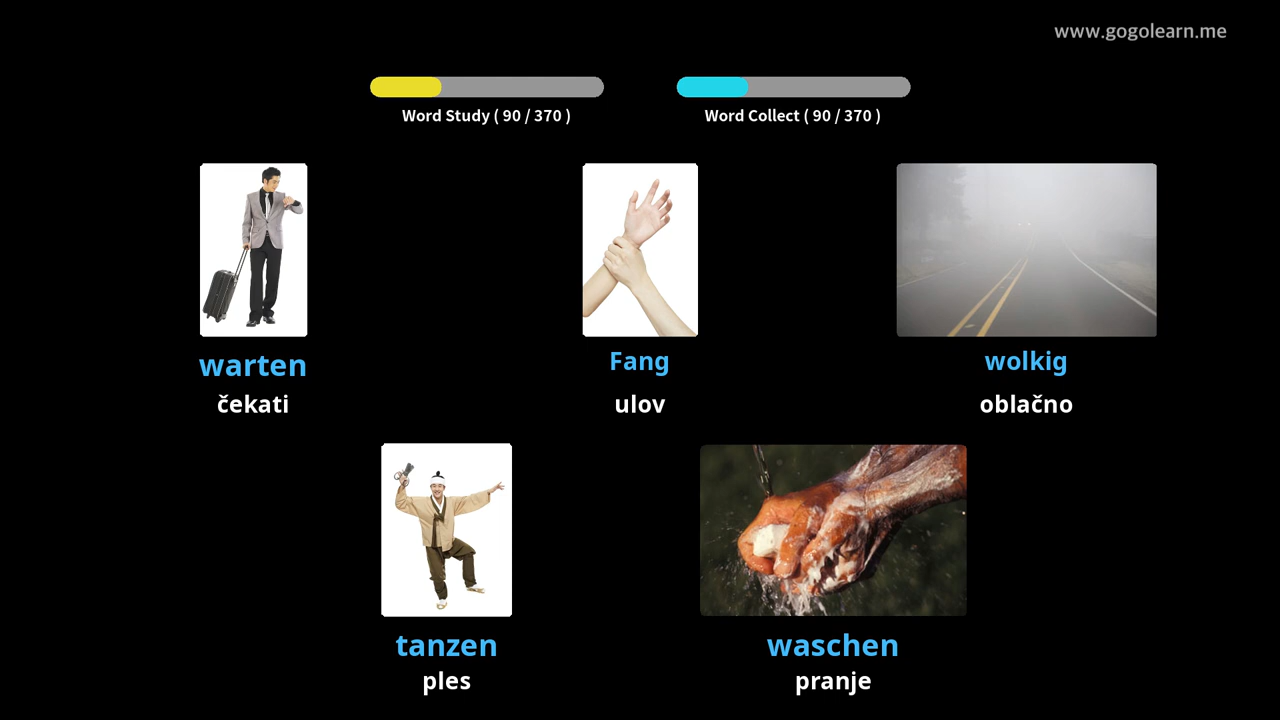 www.gogolearn.me
Word Study ( 90 / 370 )
Word Collect ( 90 / 370 )
warten
čekati
Fang
ulov
wolkig
oblačno
tanzen
ples
waschen
pranje